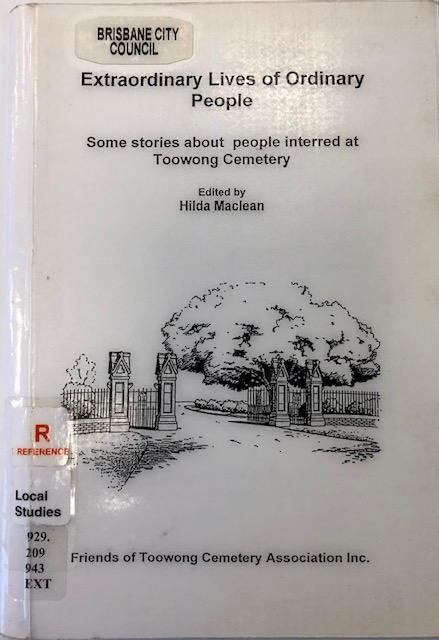 BRISBANE CITY
COUNCIL
Extraordinary Lives of Ordinary
People
Some stories about people interred at
Toowong Cemetery
Edited by
Hilda Maclean
R
REFERENCE
Local
Studies
929.
209
943
EXT
Friends of Toowong Cemetery Association Inc.